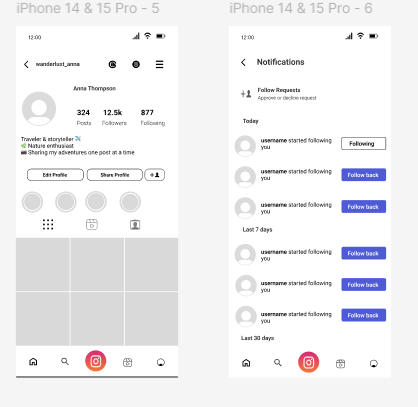 iPhone 14 & 15 Pro - 5
12:00
wanderlust_anna
Anna Thompson
324 12.5k 877
Posts Followers Following
Traveler & storyteller ✈️
🌿 Nature enthusiast
📷 Sharing my adventures one post at a time
Edit Profile Share Profile +
iPhone 14 & 15 Pro - 6
12:00
Notifications
Follow Requests
Approve or decline request
Today
username started following
you
Following
username started following
you
Follow back
username started following
you
Follow back
Last 7 days
username started following
you
Follow back
username started following
you
Follow back
username started following
you
Follow back
Last 30 days